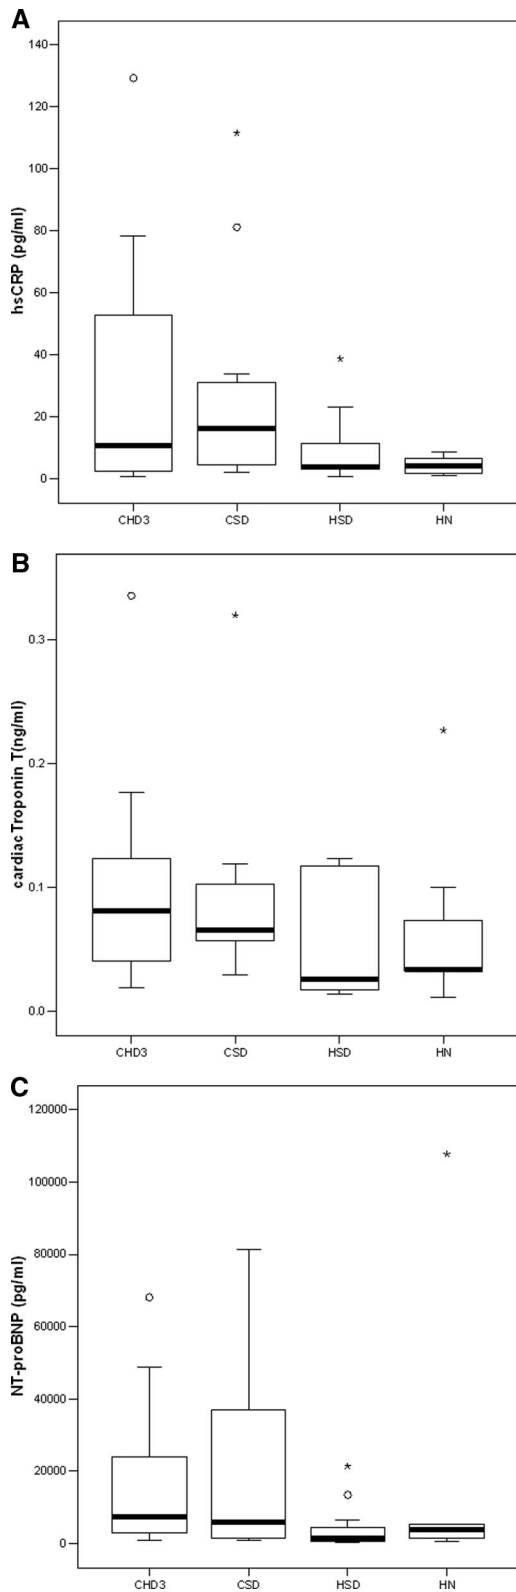 A
hsCRP (pg/ml)
140
120
100
80
60
40
20
0
CHD3 CSD HSD HN
B
cardiac Troponin T(ng/ml)
0.3
0.2
0.1
0.0
CHD3 CSD HSD HN
C
NT-proBNP (pg/ml)
120000
100000
80000
60000
40000
20000
0
CHD3 CSD HSD HN